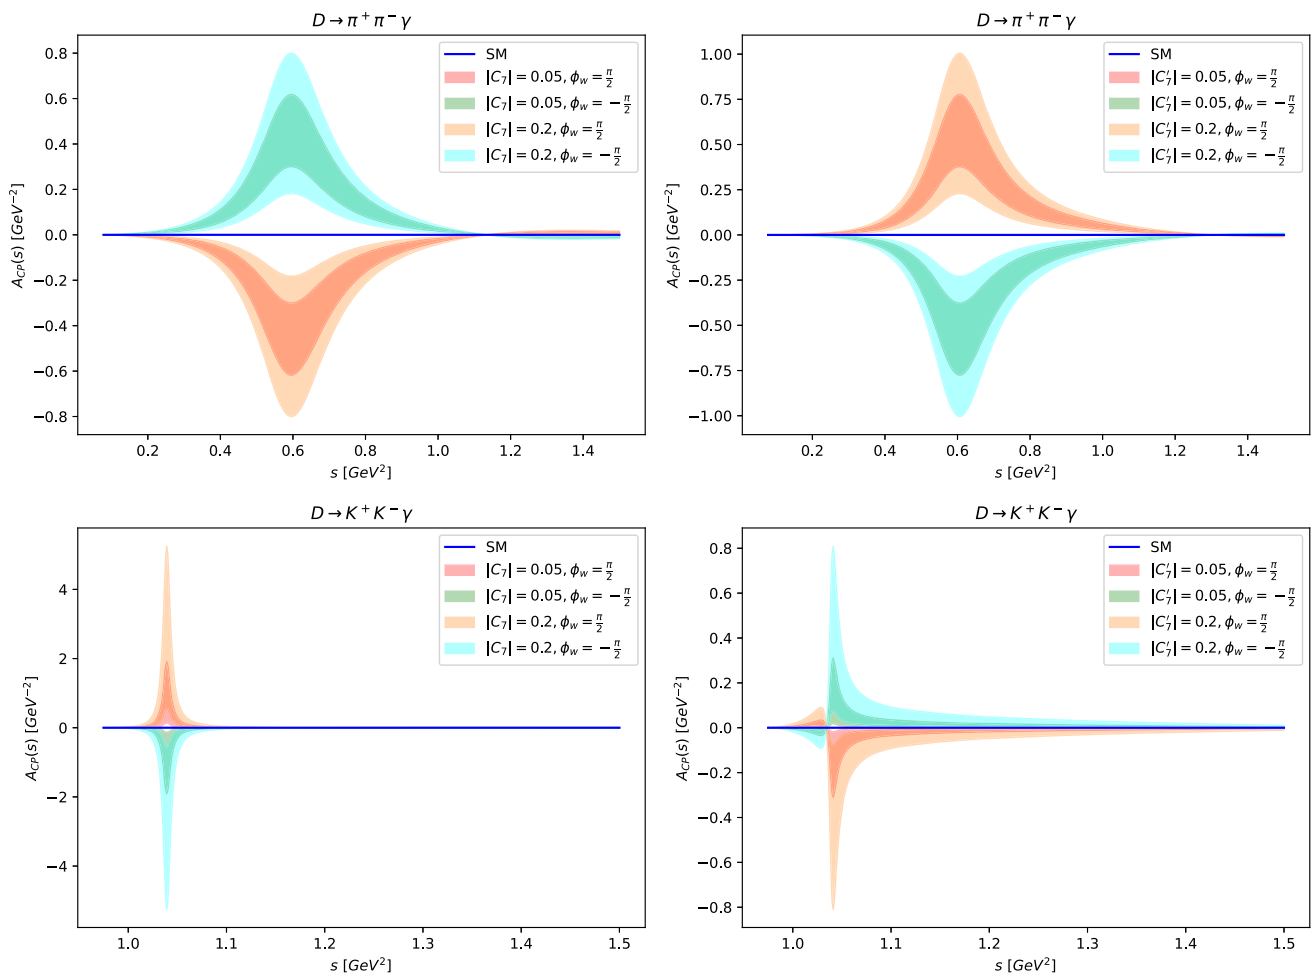 D → π⁺π⁻γ
0.8
0.6
0.4
0.2
0.0
−0.2
−0.4
−0.6
−0.8
A_CP(s) [GeV⁻²]
SM
|C₇| = 0.05, ϕ_w = π/2
|C₇| = 0.05, ϕ_w = −π/2
|C₇| = 0.2, ϕ_w = π/2
|C₇| = 0.2, ϕ_w = −π/2
0.2 0.4 0.6 0.8 1.0 1.2 1.4
s [GeV²]
D → π⁺π⁻γ
1.00
0.75
0.50
0.25
0.00
−0.25
−0.50
−0.75
−1.00
A_CP(s) [GeV⁻²]
SM
|C′₇| = 0.05, ϕ_w = π/2
|C′₇| = 0.05, ϕ_w = −π/2
|C′₇| = 0.2, ϕ_w = π/2
|C′₇| = 0.2, ϕ_w = −π/2
0.2 0.4 0.6 0.8 1.0 1.2 1.4
s [GeV²]
D → K⁺K⁻γ
4
2
0
−2
−4
A_CP(s) [GeV⁻²]
SM
|C₇| = 0.05, ϕ_w = π/2
|C₇| = 0.05, ϕ_w = −π/2
|C₇| = 0.2, ϕ_w = π/2
|C₇| = 0.2, ϕ_w = −π/2
1.0 1.1 1.2 1.3 1.4 1.5
s [GeV²]
D → K⁺K⁻γ
0.8
0.6
0.4
0.2
0.0
−0.2
−0.4
−0.6
−0.8
A_CP(s) [GeV⁻²]
SM
|C′₇| = 0.05, ϕ_w = π/2
|C′₇| = 0.05, ϕ_w = −π/2
|C′₇| = 0.2, ϕ_w = π/2
|C′₇| = 0.2, ϕ_w = −π/2
1.0 1.1 1.2 1.3 1.4 1.5
s [GeV²]